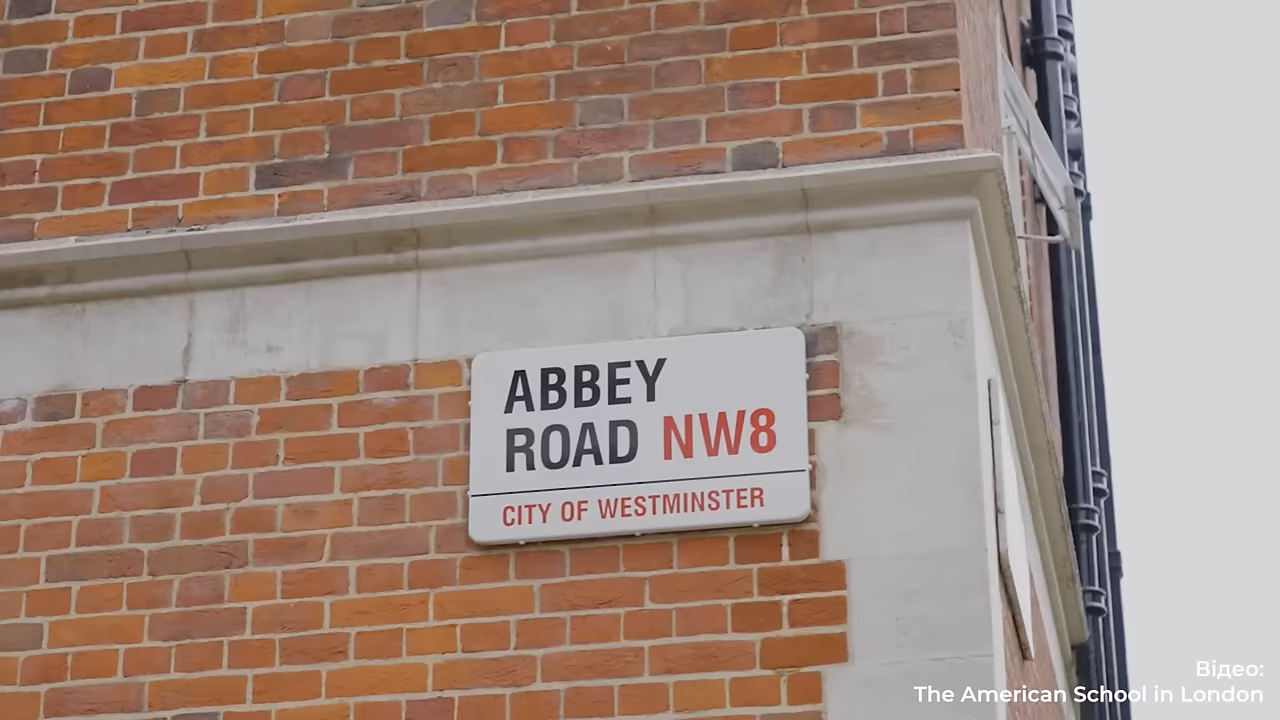 ABBEY
ROAD NW8
CITY OF WESTMINSTER
Відео:
The American School in London